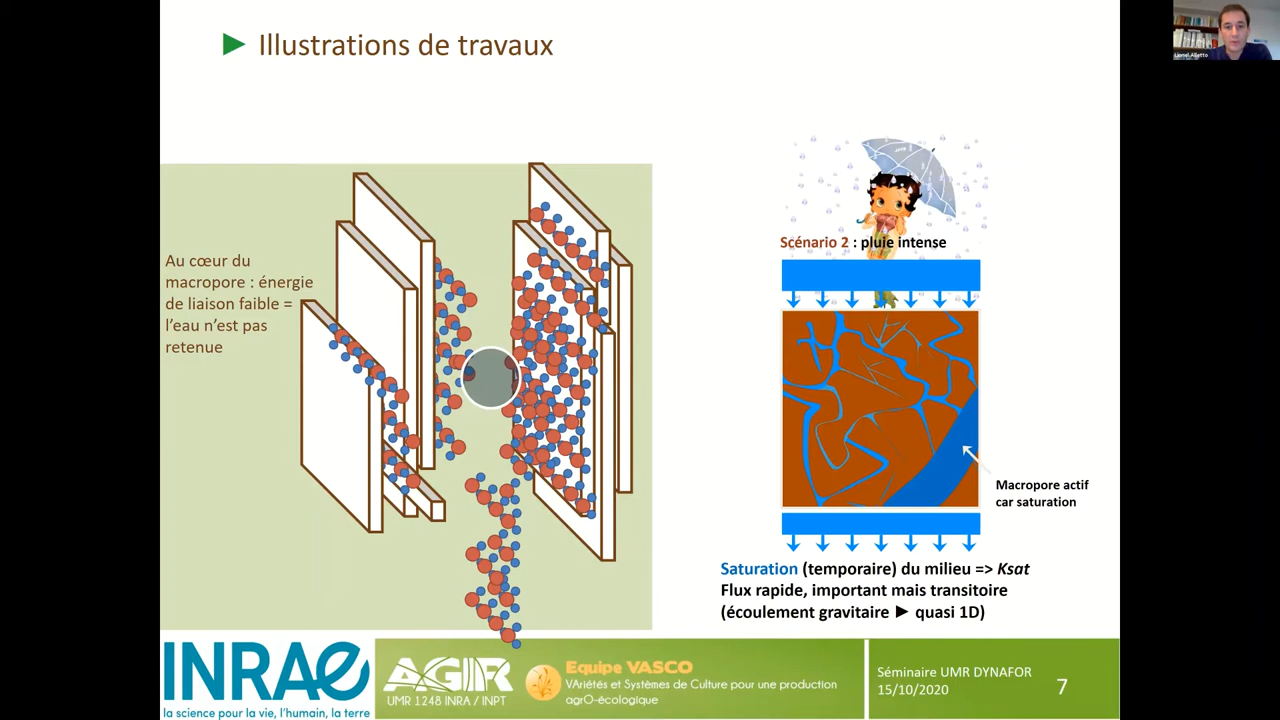 Illustrations de travaux
Lionel Alletto
Au cœur du
macropore : énergie
de liaison faible =
l'eau n'est pas
retenue
Scénario 2 : pluie intense
Macropore actif
car saturation
Saturation (temporaire) du milieu => Ksat
Flux rapide, important mais transitoire
(écoulement gravitaire ► quasi 1D)
INRAE
la science pour la vie, l'humain, la terre
AGIR
UMR 1248 INRA / INPT
Equipe VASCO
VAriétés et Systèmes de Culture pour une production
agrO-écologique
Séminaire UMR DYNAFOR
15/10/2020
7